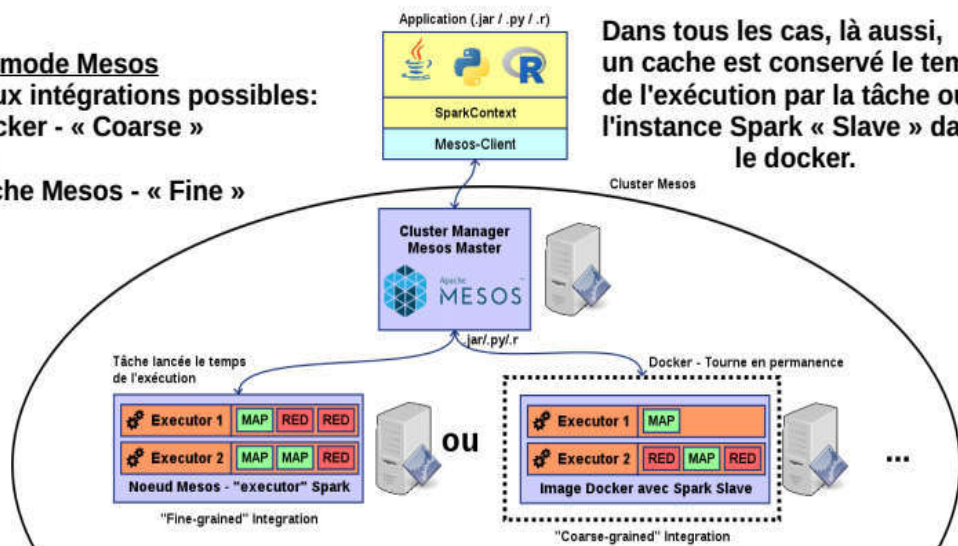 mode Mesos
ux intégrations possibles:
cker - « Coarse »
che Mesos - « Fine »
Application (.jar / .py / .r)
R
SparkContext
Mesos-Client
Dans tous les cas, là aussi,
un cache est conservé le tem
de l'exécution par la tâche ou
l'instance Spark « Slave » da
le docker.
Cluster Mesos
Cluster Manager
Mesos Master
Apache
MESOS
jar/.py/.r
Tâche lancée le temps
de l'exécution
Docker - Tourne en permanence
Executor 1 MAP RED RED
Executor 2 MAP MAP RED
Noeud Mesos - "executor" Spark
"Fine-grained" Integration
ou
Executor 1 MAP
Executor 2 RED MAP RED
Image Docker avec Spark Slave
"Coarse-grained" Integration
...